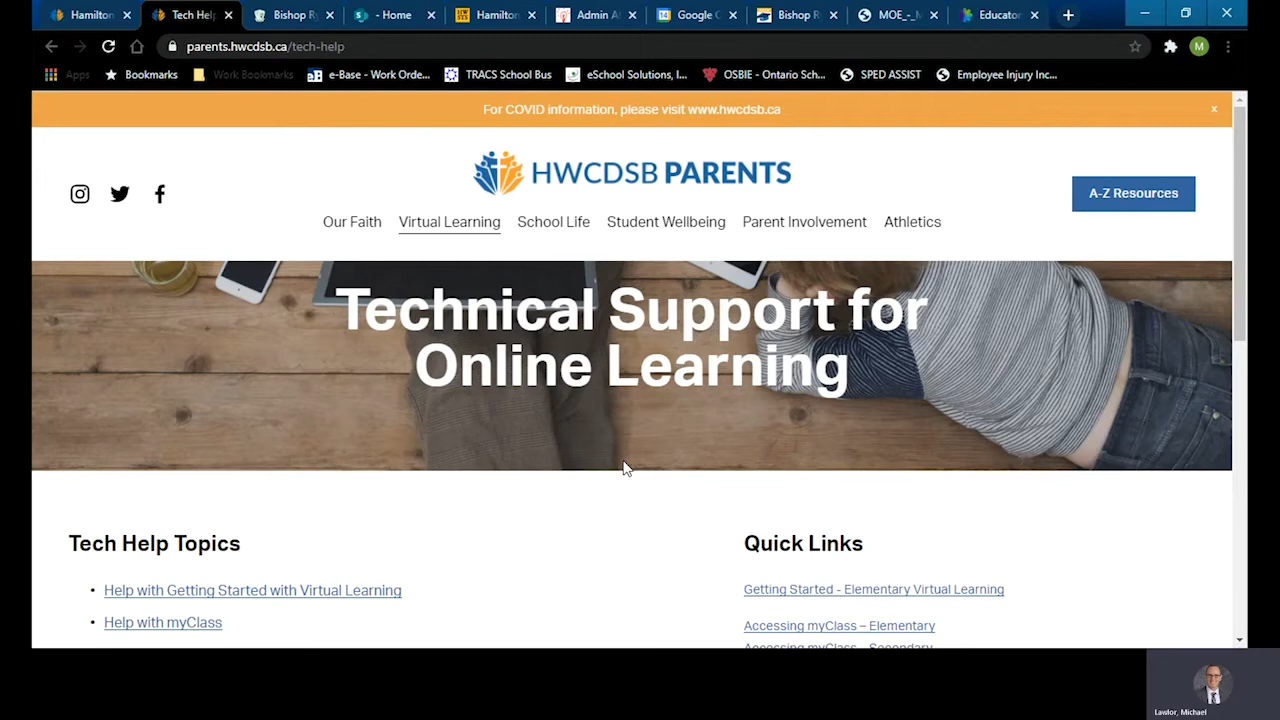 Hamilton
Tech Help
Bishop Ry
- Home
Hamilton
Admin A
Google C
Bishop R
MOE_-_
Educator
parents.hwcdsb.ca/tech-help
M
Apps
Bookmarks
Work Bookmarks
e-Base - Work Orde...
TRACS School Bus
eSchool Solutions, I...
OSBIE - Ontario Sch...
SPED ASSIST
Employee Injury Inc...
For COVID information, please visit www.hwcdsb.ca
x
HWCDSB PARENTS
A-Z Resources
Our Faith
Virtual Learning
School Life
Student Wellbeing
Parent Involvement
Athletics
Technical Support for
Online Learning
Tech Help Topics
• Help with Getting Started with Virtual Learning
• Help with myClass
Quick Links
Getting Started - Elementary Virtual Learning
Accessing myClass – Elementary
Accessing myClass – Secondary
Lawlor, Michael